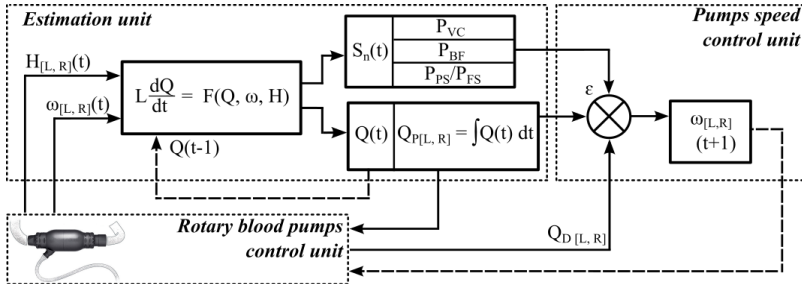 Estimation unit
Pumps speed
control unit
H[L, R](t)
ω[L, R](t)
L dQ/dt = F(Q, ω, H)
Sn(t)
PVC
PBF
PPS/PFS
Q(t)
QP[L, R] = ∫Q(t) dt
Q(t-1)
ε
ω[L,R]
(t+1)
Rotary blood pumps
control unit
QD [L, R]